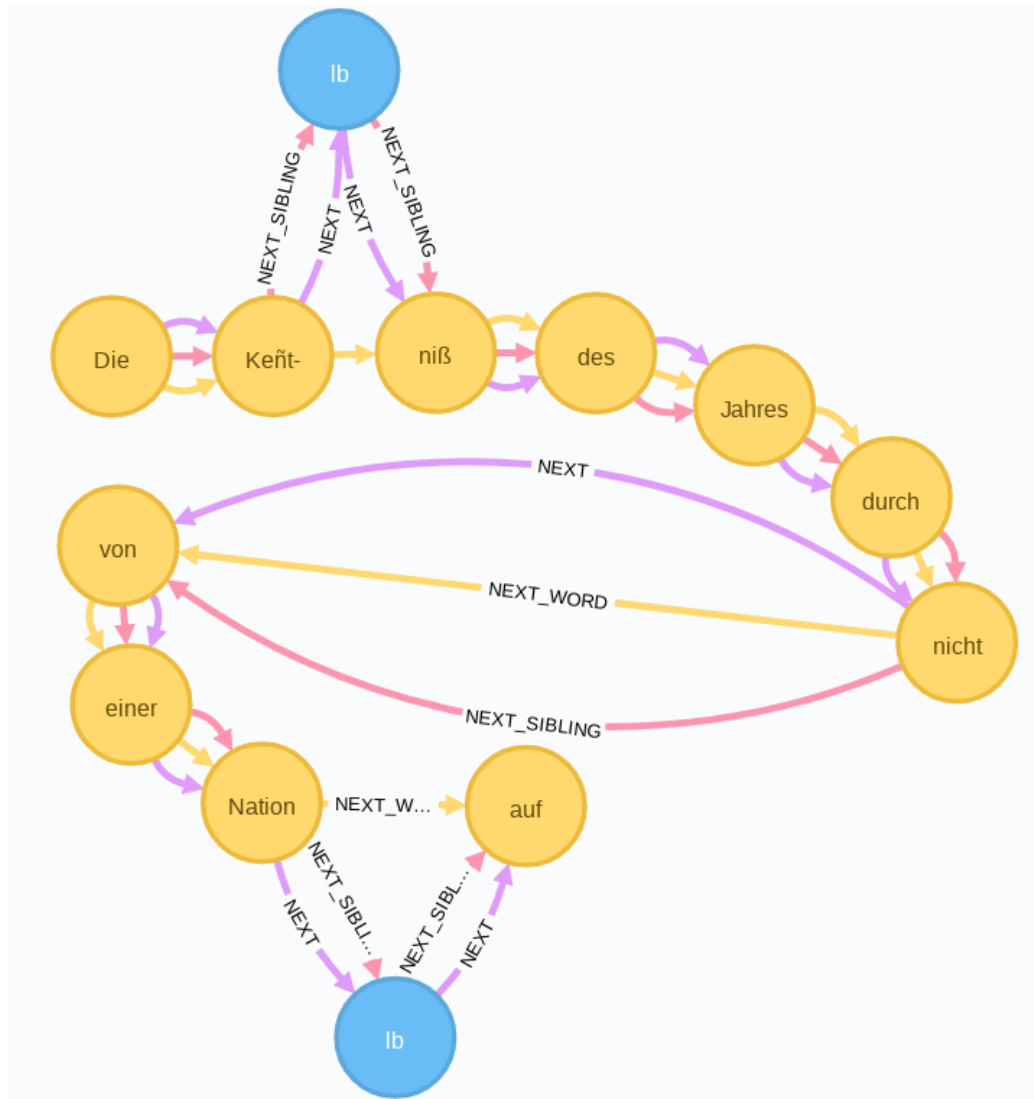 lb
NEXT_SIBLING
NEXT
NEXT
NEXT_SIBLING
Die
Keñt-
niß
des
Jahres
durch
nicht
NEXT
NEXT_WORD
NEXT_SIBLING
von
einer
Nation
NEXT_W…
auf
NEXT
NEXT_SIBLI…
NEXT_SIBL…
NEXT
lb